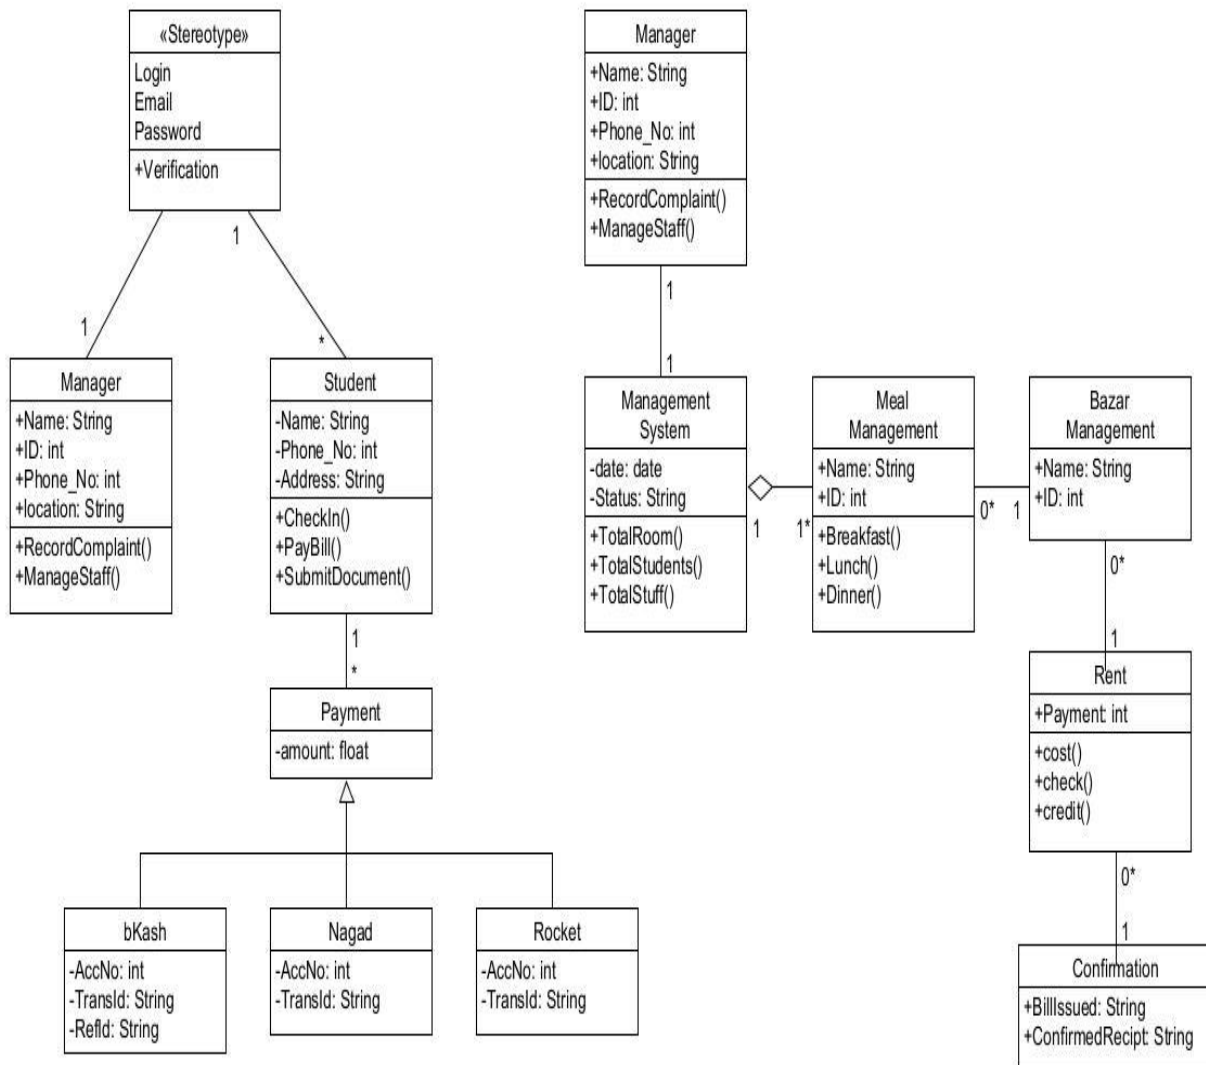 «Stereotype»
Login
Email
Password
+Verification
1
1
*
Manager
+Name: String
+ID: int
+Phone_No: int
+location: String
+RecordComplaint()
+ManageStaff()
Student
-Name: String
-Phone_No: int
-Address: String
+CheckIn()
+PayBill()
+SubmitDocument()
1
*
Payment
-amount: float
bKash
-AccNo: int
-TransId: String
-RefId: String
Nagad
-AccNo: int
-TransId: String
Rocket
-AccNo: int
-TransId: String
Manager
+Name: String
+ID: int
+Phone_No: int
+location: String
+RecordComplaint()
+ManageStaff()
1
1
Management
System
-date: date
-Status: String
+TotalRoom()
+TotalStudents()
+TotalStuff()
1
1*
Meal
Management
+Name: String
+ID: int
+Breakfast()
+Lunch()
+Dinner()
0*
1
Bazar
Management
+Name: String
+ID: int
0*
1
Rent
+Payment: int
+cost()
+check()
+credit()
0*
1
Confirmation
+BillIssued: String
+ConfirmedRecipt: String